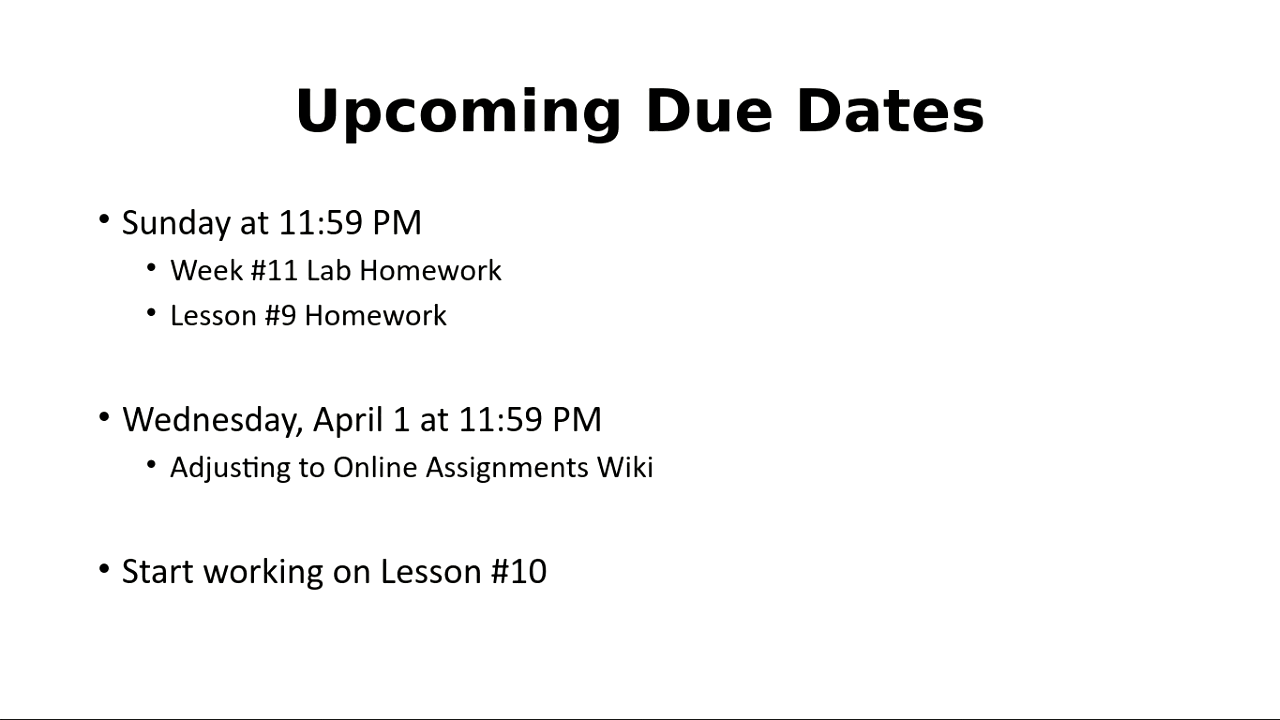 Upcoming Due Dates
• Sunday at 11:59 PM
• Week #11 Lab Homework
• Lesson #9 Homework
• Wednesday, April 1 at 11:59 PM
• Adjusting to Online Assignments Wiki
• Start working on Lesson #10